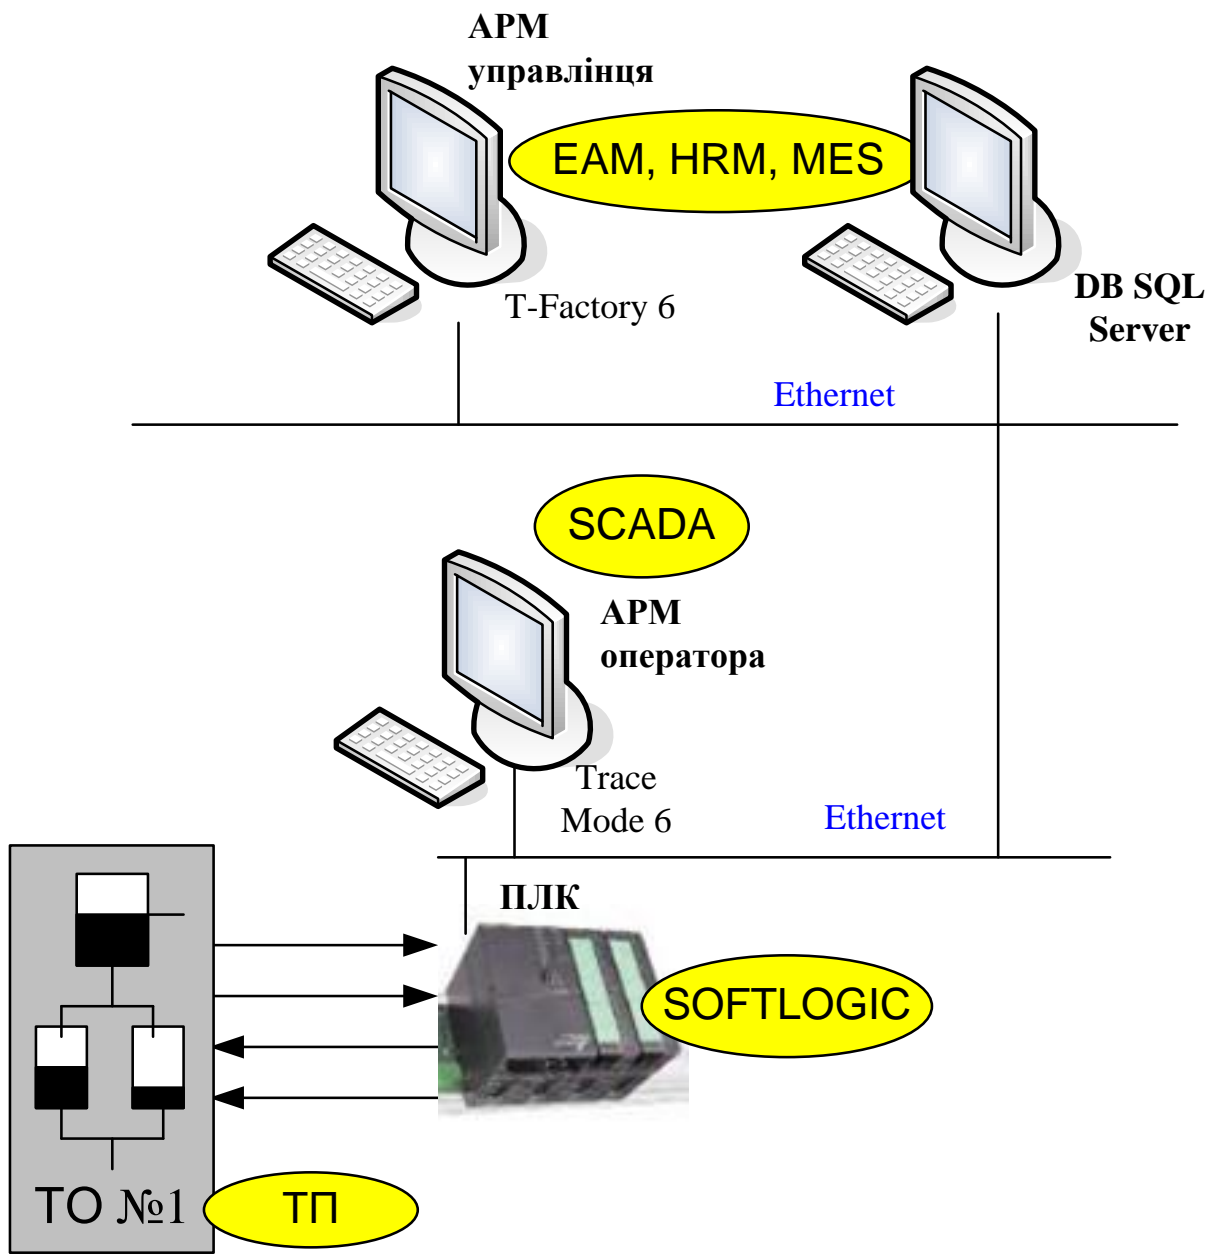 АРМ
управлінця
EAM, HRM, MES
T-Factory 6
DB SQL
Server
Ethernet
SCADA
АРМ
оператора
Trace
Mode 6
Ethernet
ПЛК
SOFTLOGIC
ТО №1
ТП